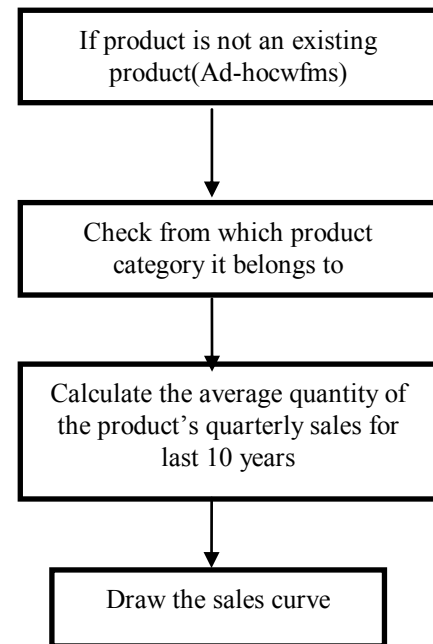 If product is not an existing
product(Ad-hocwfms)
Check from which product
category it belongs to
Calculate the average quantity of
the product’s quarterly sales for
last 10 years
Draw the sales curve